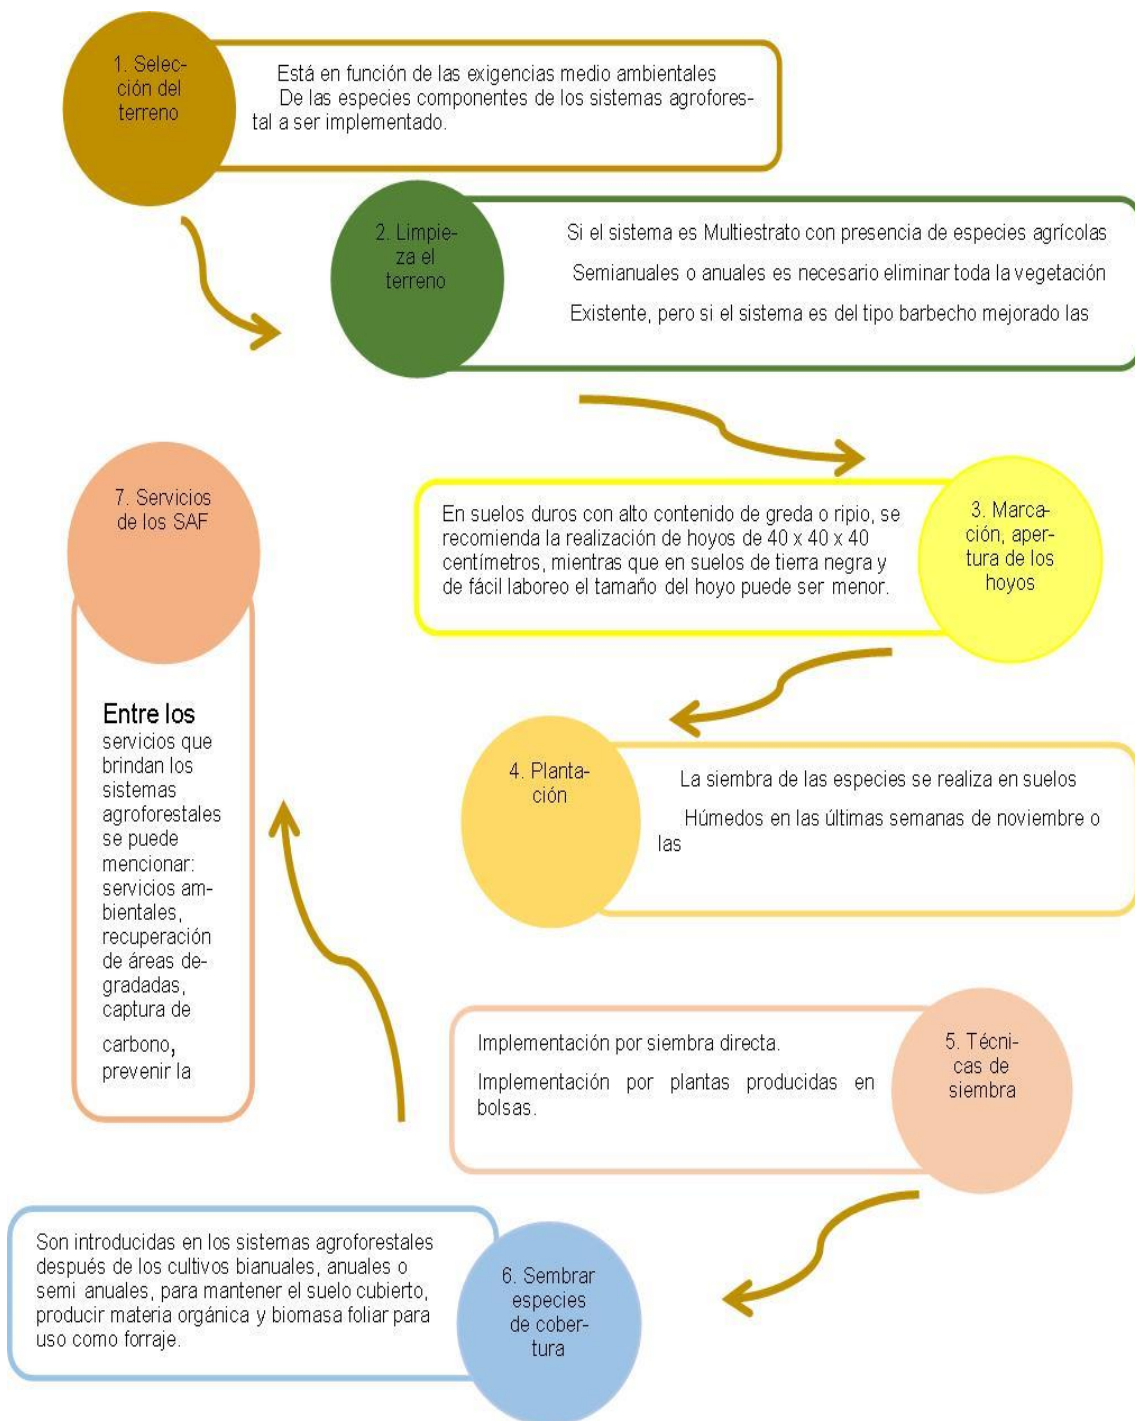 1. Selec-
ción del
terreno
Está en función de las exigencias medio ambientales
De las especies componentes de los sistemas agrofores-
tal a ser implementado.
2. Limpie-
za el
terreno
Si el sistema es Multiestrato con presencia de especies agrícolas
Semianuales o anuales es necesario eliminar toda la vegetación
Existente, pero si el sistema es del tipo barbecho mejorado las
3. Marca-
ción, aper-
tura de los
hoyos
En suelos duros con alto contenido de greda o ripio, se
recomienda la realización de hoyos de 40 x 40 x 40
centímetros, mientras que en suelos de tierra negra y
de fácil laboreo el tamaño del hoyo puede ser menor.
4. Planta-
ción
La siembra de las especies se realiza en suelos
Húmedos en las últimas semanas de noviembre o
las
5. Técni-
cas de
siembra
Implementación por siembra directa.
Implementación por plantas producidas en
bolsas.
6. Sembrar
especies
de cober-
tura
Son introducidas en los sistemas agroforestales
después de los cultivos bianuales, anuales o
semi anuales, para mantener el suelo cubierto,
producir materia orgánica y biomasa foliar para
uso como forraje.
7. Servicios
de los SAF
Entre los
servicios que
brindan los
sistemas
agroforestales
se puede
mencionar:
servicios am-
bientales,
recuperación
de áreas de-
gradadas,
captura de
carbono,
prevenir la